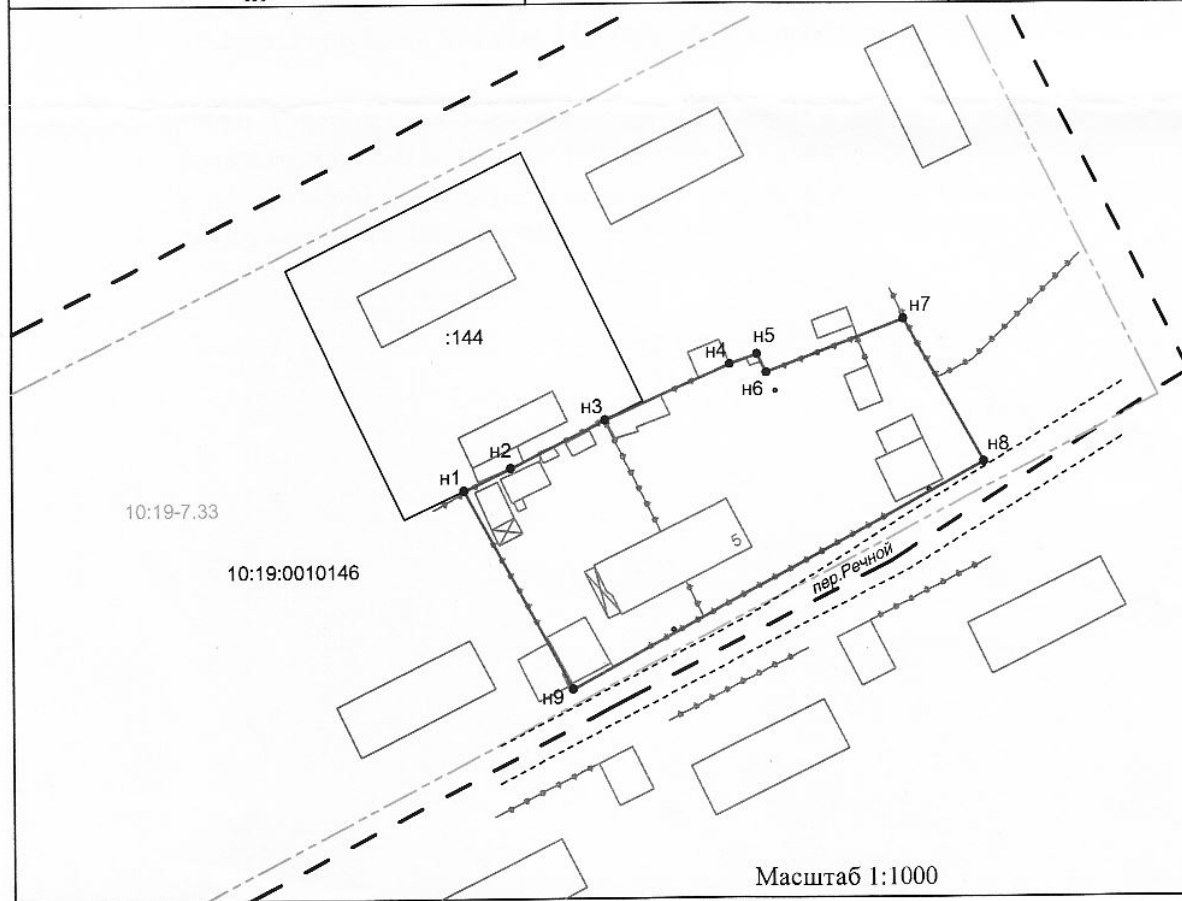 н7
н5
:144
н4
н6
н3
н8
н2
н1
10:19-7.33
5
пер.Речной
10:19:0010146
н9
Масштаб 1:1000